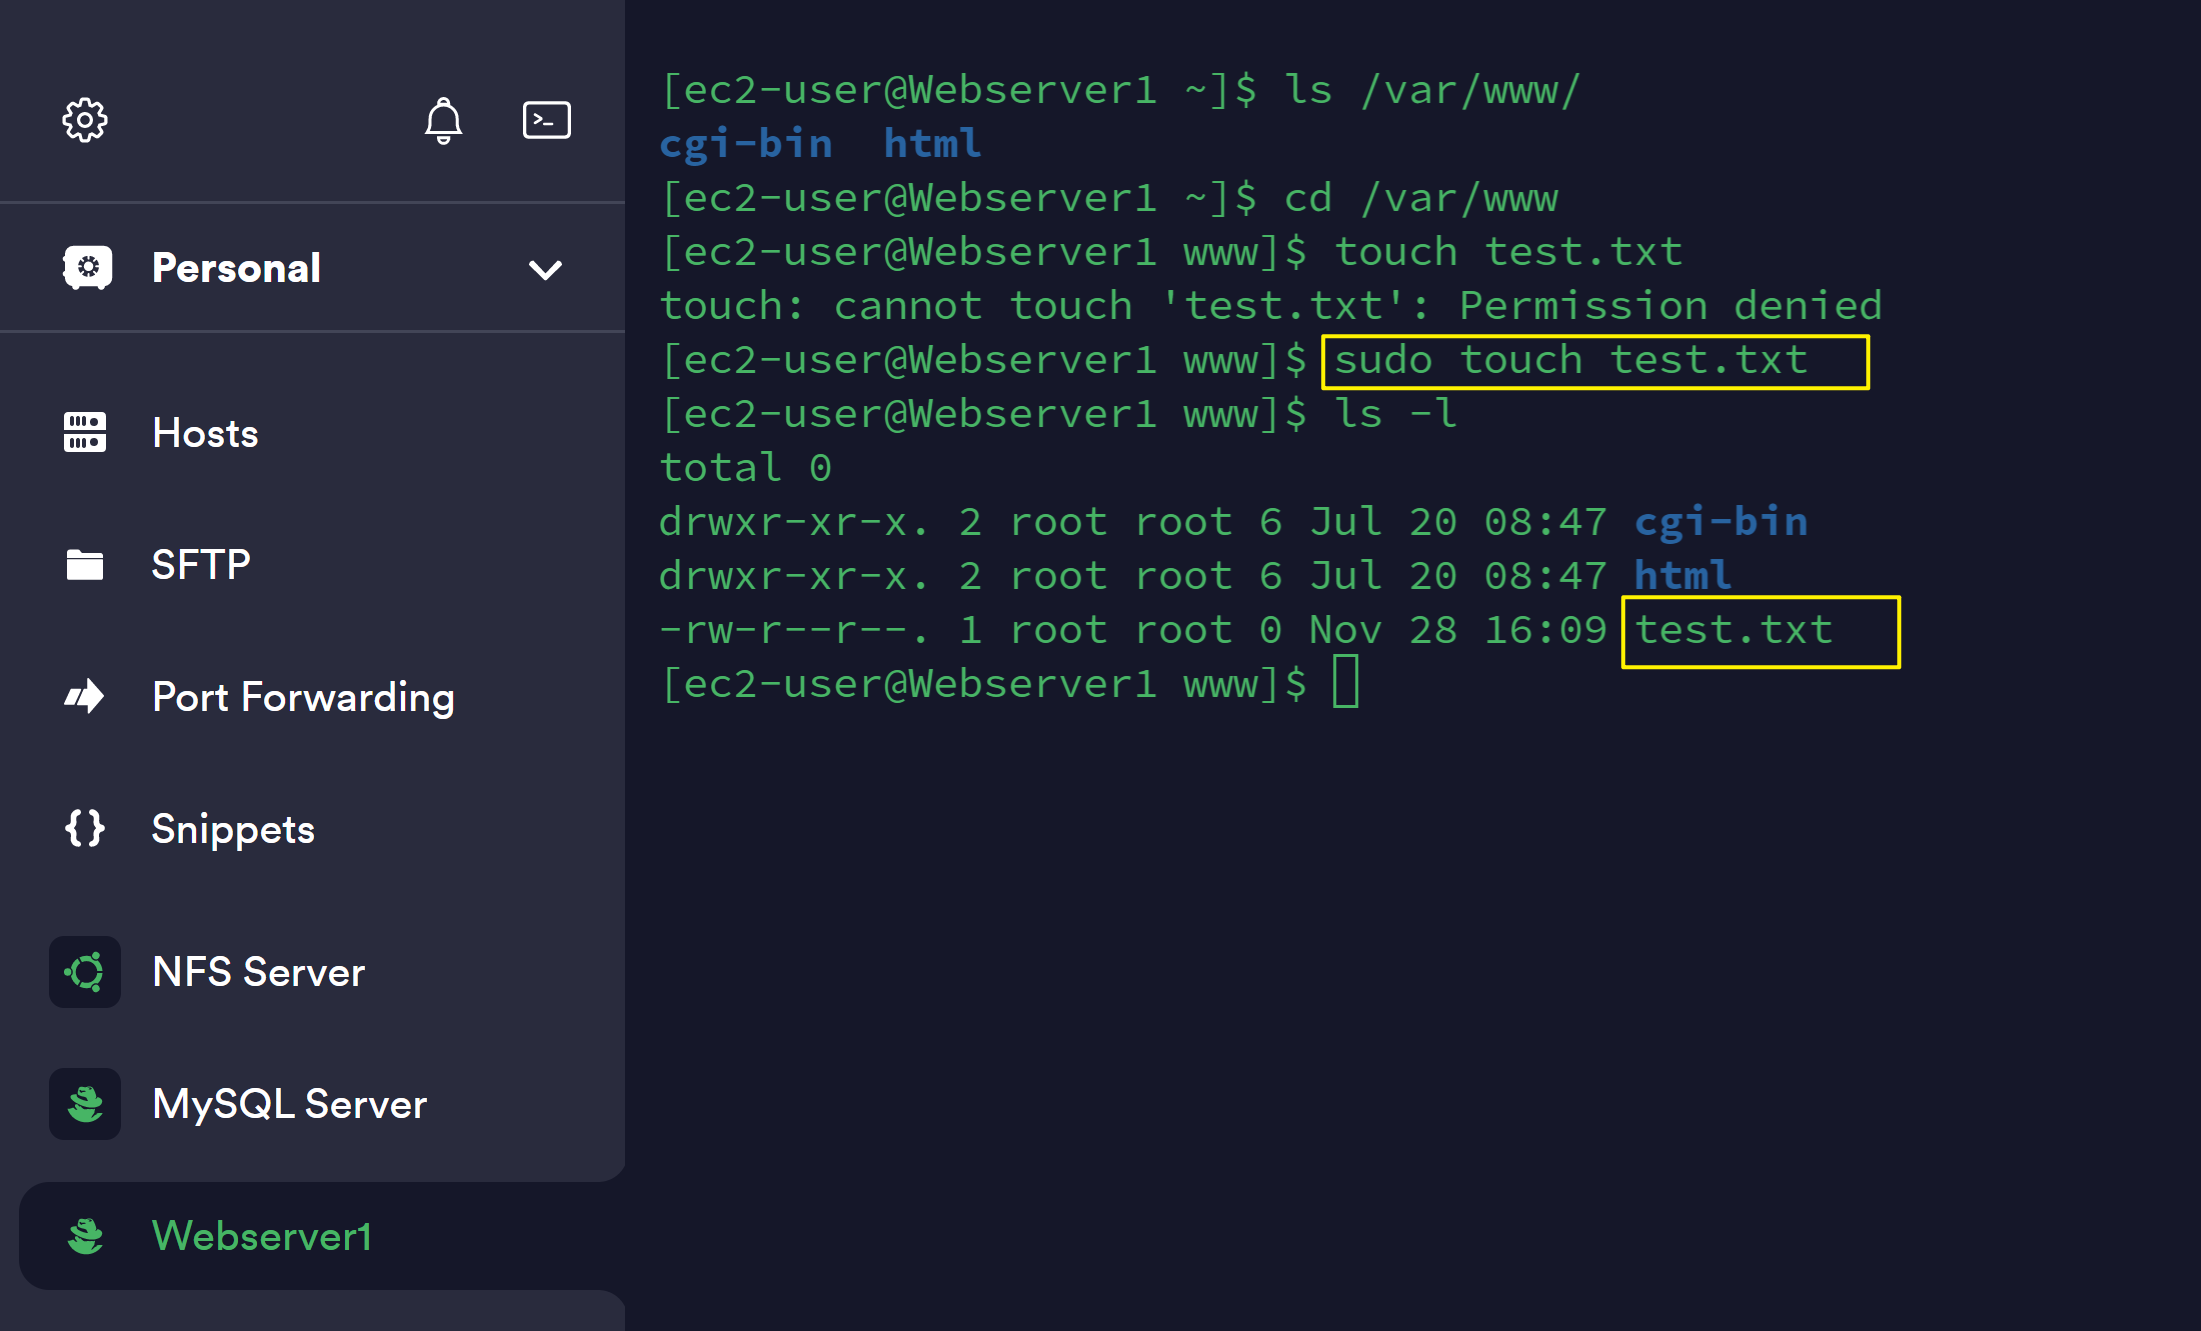 Personal
Hosts
SFTP
Port Forwarding
Snippets
NFS Server
MySQL Server
Webserver1
[ec2-user@Webserver1 ~]$ ls /var/www/
cgi-bin  html
[ec2-user@Webserver1 ~]$ cd /var/www
[ec2-user@Webserver1 www]$ touch test.txt
touch: cannot touch 'test.txt': Permission denied
[ec2-user@Webserver1 www]$ sudo touch test.txt
[ec2-user@Webserver1 www]$ ls -l
total 0
drwxr-xr-x. 2 root root 6 Jul 20 08:47 cgi-bin
drwxr-xr-x. 2 root root 6 Jul 20 08:47 html
-rw-r--r--. 1 root root 0 Nov 28 16:09 test.txt
[ec2-user@Webserver1 www]$